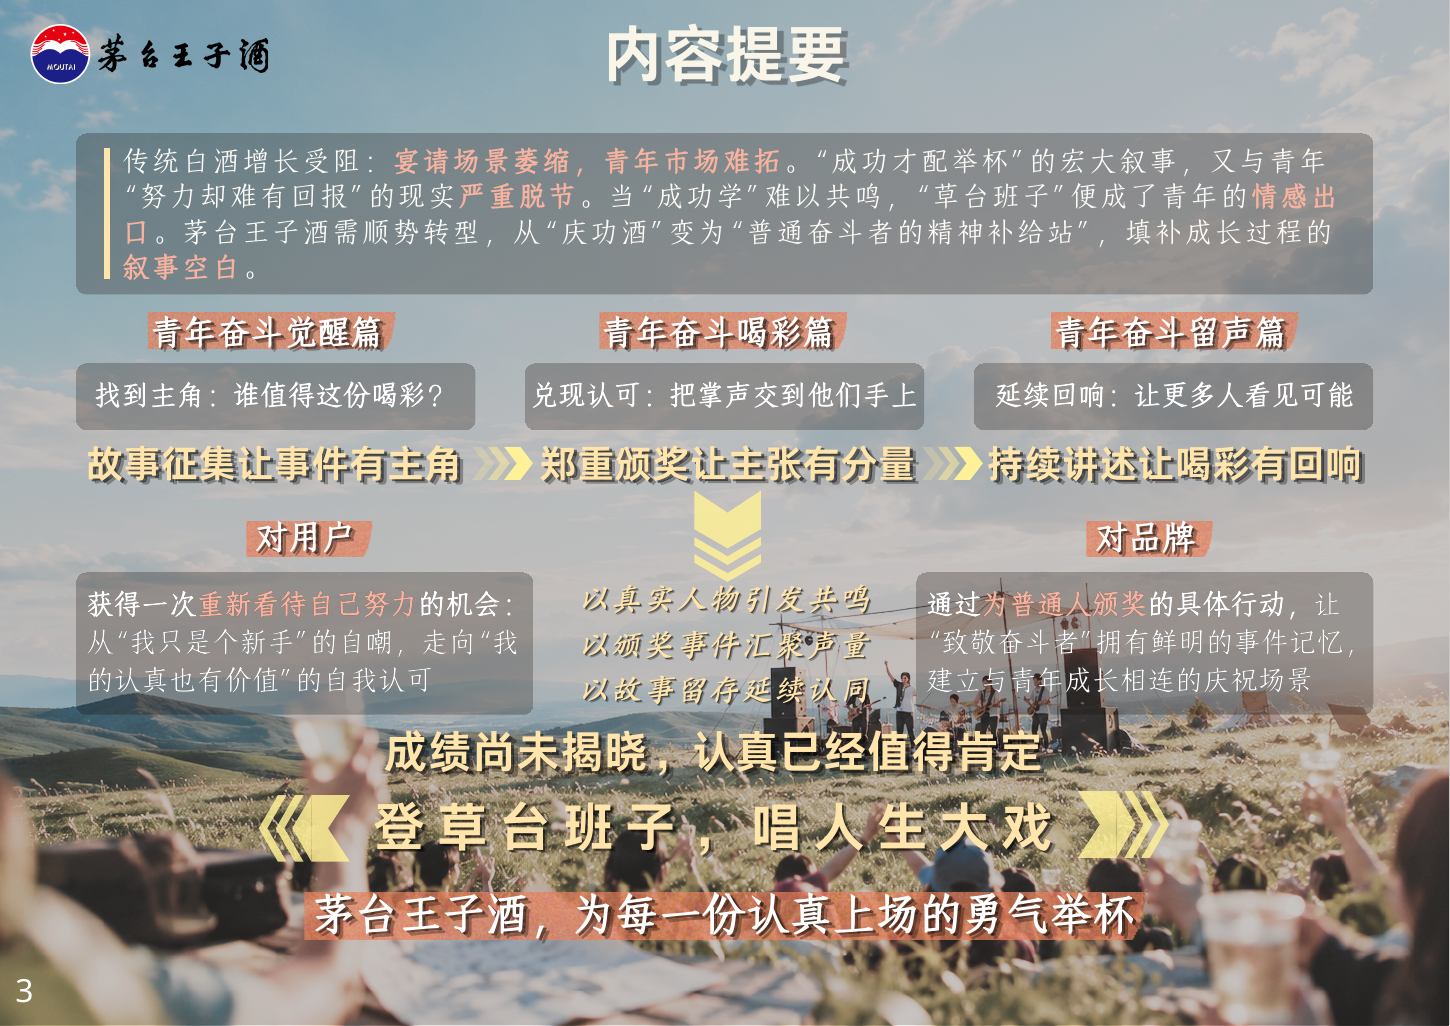 MOUTAI
茅台王子酒
内容提要
传统白酒增长受阻：宴请场景萎缩，青年市场难拓。“成功才配举杯”的宏大叙事，又与青年
“努力却难有回报”的现实严重脱节。当“成功学”难以共鸣，“草台班子”便成了青年的情感出
口。茅台王子酒需顺势转型，从“庆功酒”变为“普通奋斗者的精神补给站”，填补成长过程的
叙事空白。
青年奋斗觉醒篇
青年奋斗喝彩篇
青年奋斗留声篇
找到主角：谁值得这份喝彩？
兑现认可：把掌声交到他们手上
延续回响：让更多人看见可能
故事征集让事件有主角
郑重颁奖让主张有分量
持续讲述让喝彩有回响
对用户
获得一次重新看待自己努力的机会：
从“我只是个新手”的自嘲，走向“我
的认真也有价值”的自我认可
以真实人物引发共鸣
以颁奖事件汇聚声量
以故事留存延续认同
对品牌
通过为普通人颁奖的具体行动，让
“致敬奋斗者”拥有鲜明的事件记忆，
建立与青年成长相连的庆祝场景
成绩尚未揭晓，认真已经值得肯定
登草台班子，唱人生大戏
茅台王子酒，为每一份认真上场的勇气举杯
3